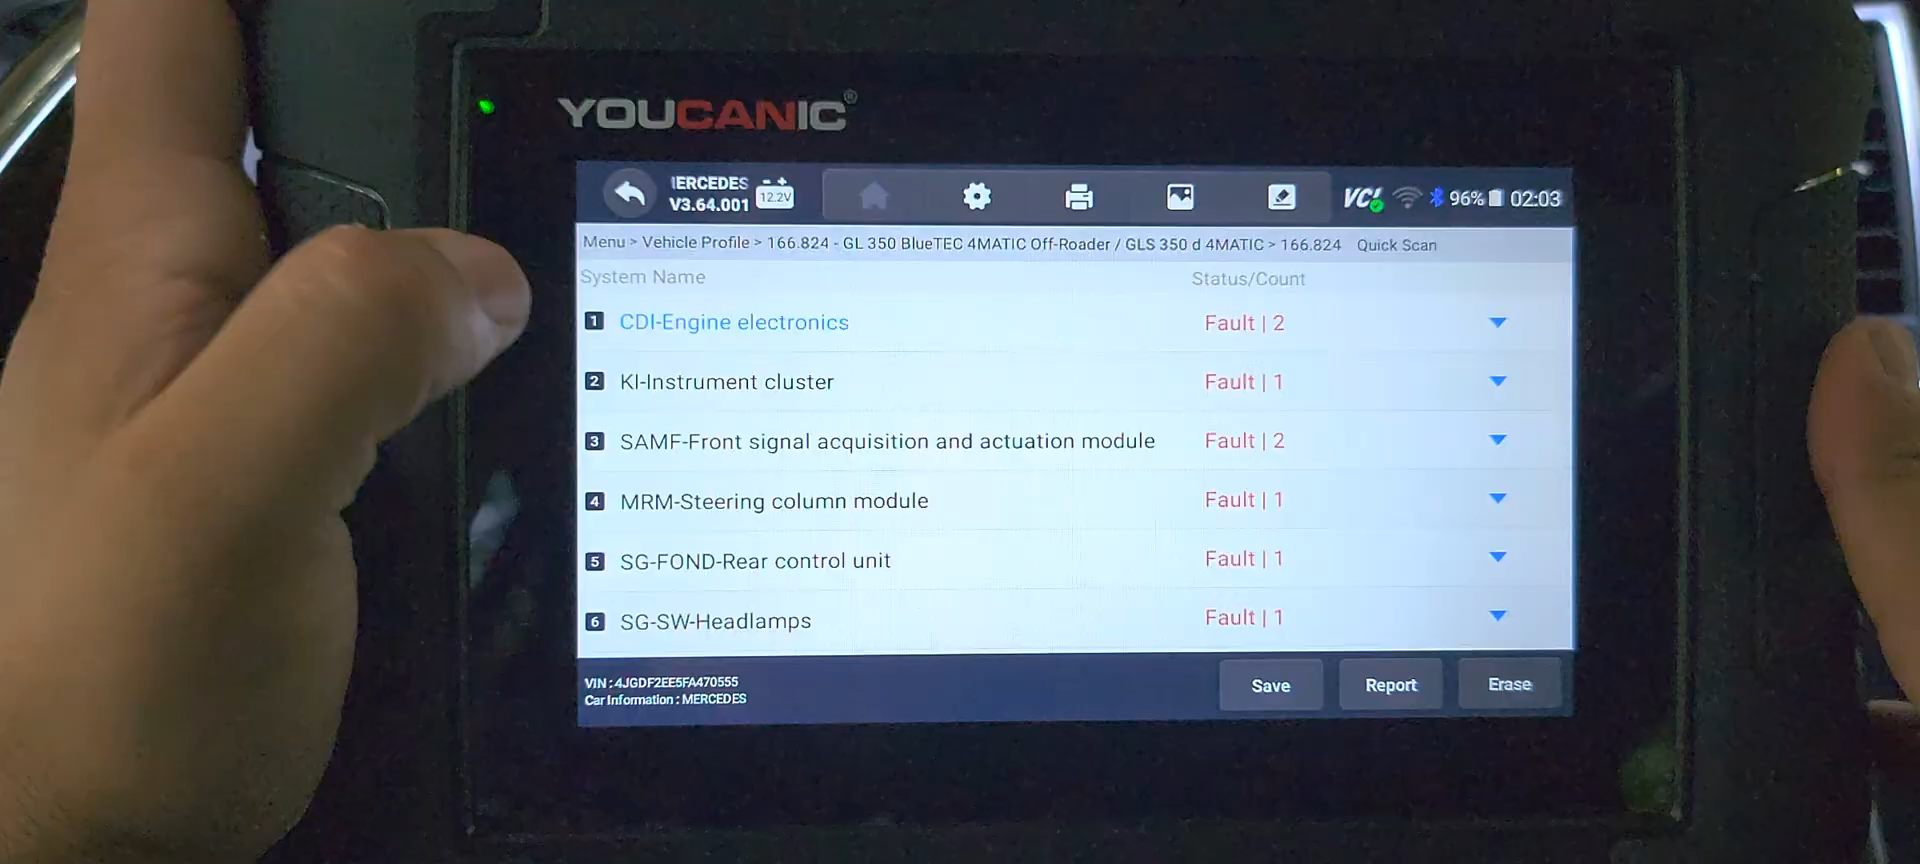 YOUCANIC®
IERCEDES
V3.64.001
12.2V
VCI
96%
02:03
Menu > Vehicle Profile > 166.824 - GL 350 BlueTEC 4MATIC Off-Roader / GLS 350 d 4MATIC > 166.824 Quick Scan
System Name Status/Count
1 CDI-Engine electronics Fault | 2
2 KI-Instrument cluster Fault | 1
3 SAMF-Front signal acquisition and actuation module Fault | 2
4 MRM-Steering column module Fault | 1
5 SG-FOND-Rear control unit Fault | 1
6 SG-SW-Headlamps Fault | 1
VIN : 4JGDF2EE5FA470555
Car Information : MERCEDES
Save Report Erase